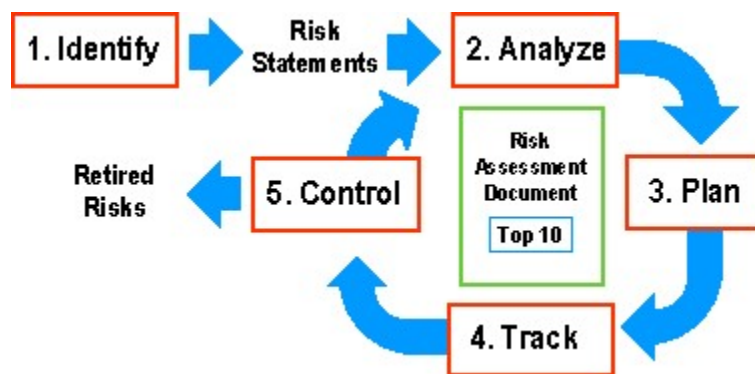 1. Identify
Risk
Statements
2. Analyze
Risk
Assessment
Document
Top 10
3. Plan
4. Track
5. Control
Retired
Risks